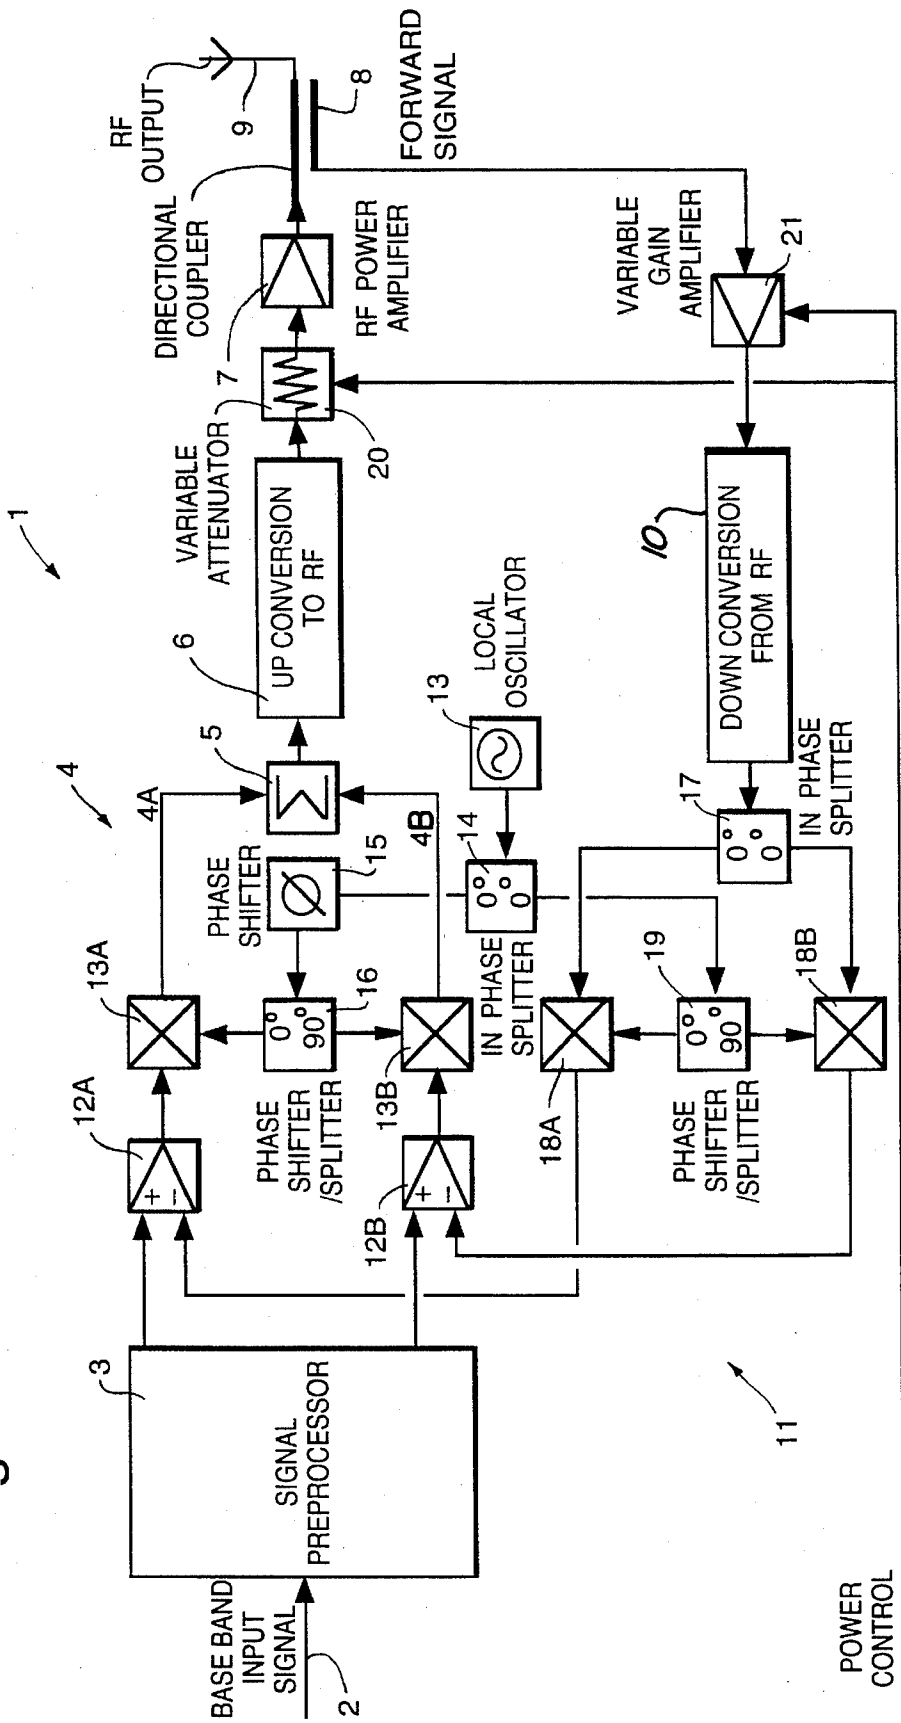 1
BASE BAND
INPUT
SIGNAL
2
3
SIGNAL
PREPROCESSOR
12A
+
−
12B
+
−
13A
4
4A
PHASE
SHIFTER
/SPLITTER
0°
90°
16
13B
PHASE
SHIFTER
15
4B
5
6
UP CONVERSION
TO RF
VARIABLE
ATTENUATOR
20
7
RF POWER
AMPLIFIER
DIRECTIONAL
COUPLER
RF
OUTPUT
9
8
FORWARD
SIGNAL
LOCAL
OSCILLATOR
13
14
0°
0
IN PHASE
SPLITTER
VARIABLE
GAIN
AMPLIFIER
21
10
DOWN CONVERSION
FROM RF
IN PHASE
SPLITTER
17
0°
0
18A
PHASE
SHIFTER
/SPLITTER
19
0°
90°
18B
11
POWER
CONTROL